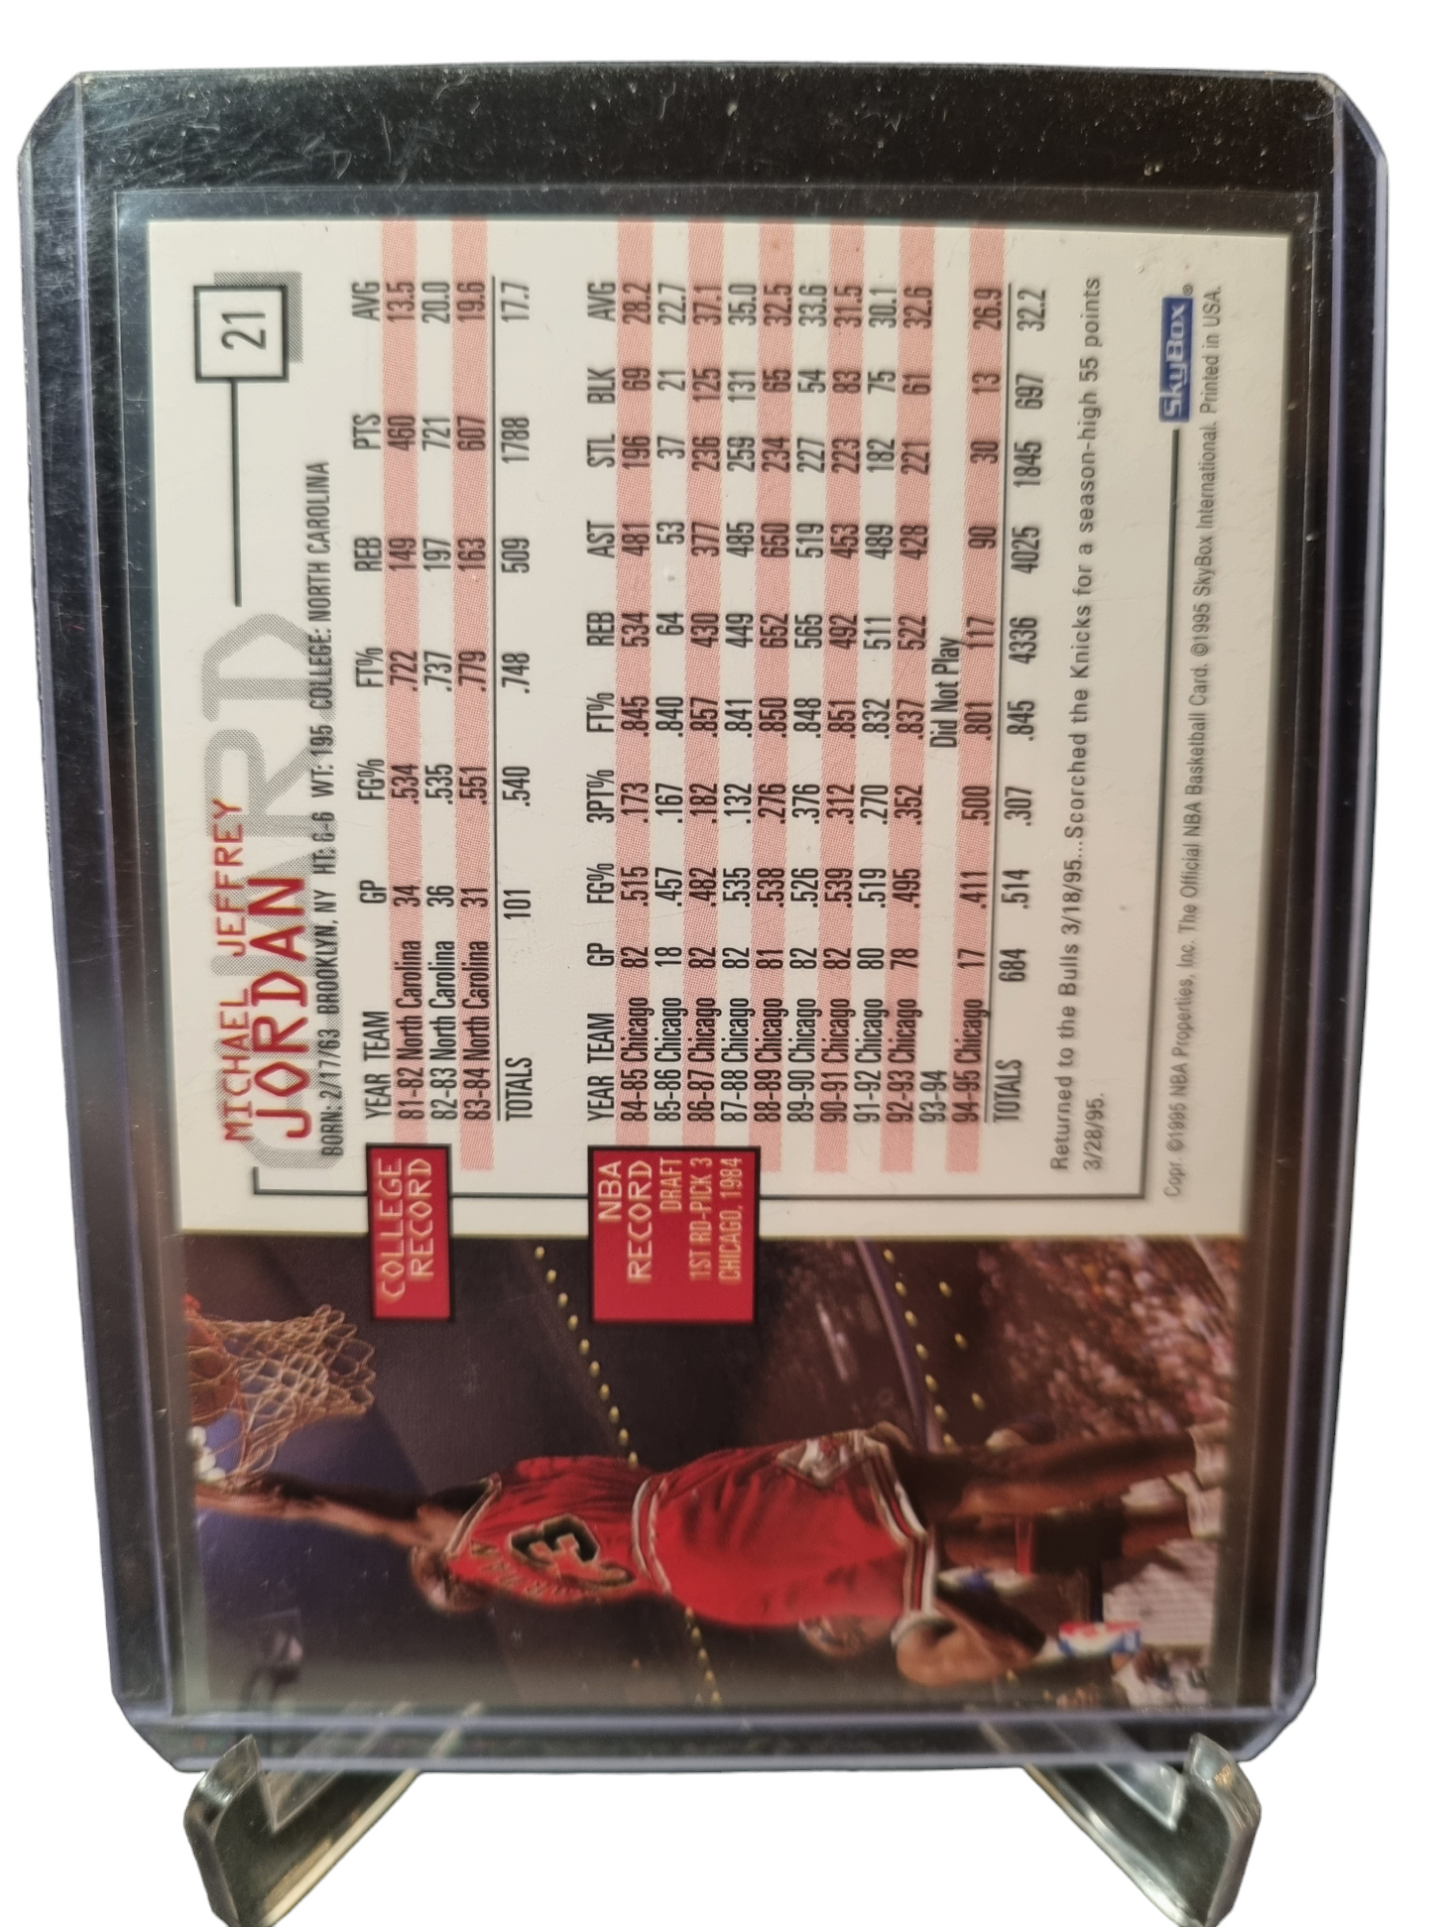 21
MICHAEL JEFFREY
JORDAN
GUARD
BORN: 2/17/63 BROOKLYN, NY HT: 6-6 WT: 195 COLLEGE: NORTH CAROLINA
COLLEGE
RECORD
YEAR TEAM GP FG% FT% REB PTS AVG
81-82 North Carolina 34 .534 .722 149 460 13.5
82-83 North Carolina 36 .535 .737 197 721 20.0
83-84 North Carolina 31 .551 .779 163 607 19.6
TOTALS 101 .540 .748 509 1788 17.7
NBA
RECORD
DRAFT
1ST RD-PICK 3
CHICAGO, 1984
YEAR TEAM GP FG% 3PT% FT% REB AST STL BLK AVG
84-85 Chicago 82 .515 .173 .845 534 481 196 69 28.2
85-86 Chicago 18 .457 .167 .840 64 53 37 21 22.7
86-87 Chicago 82 .482 .182 .857 430 377 236 125 37.1
87-88 Chicago 82 .535 .132 .841 449 485 259 131 35.0
88-89 Chicago 81 .538 .276 .850 652 650 234 65 32.5
89-90 Chicago 82 .526 .376 .848 565 519 227 54 33.6
90-91 Chicago 82 .539 .312 .851 492 453 223 83 31.5
91-92 Chicago 80 .519 .270 .832 511 489 182 75 30.1
92-93 Chicago 78 .495 .352 .837 522 428 221 61 32.6
93-94 Did Not Play
94-95 Chicago 17 .411 .500 .801 117 90 30 13 26.9
TOTALS 684 .514 .307 .845 4336 4025 1845 697 32.2
Returned to the Bulls 3/18/95...Scorched the Knicks for a season-high 55 points
3/28/95.
SkyBox®
Copr. ©1995 NBA Properties, Inc. The Official NBA Basketball Card. ©1995 SkyBox International. Printed in USA.